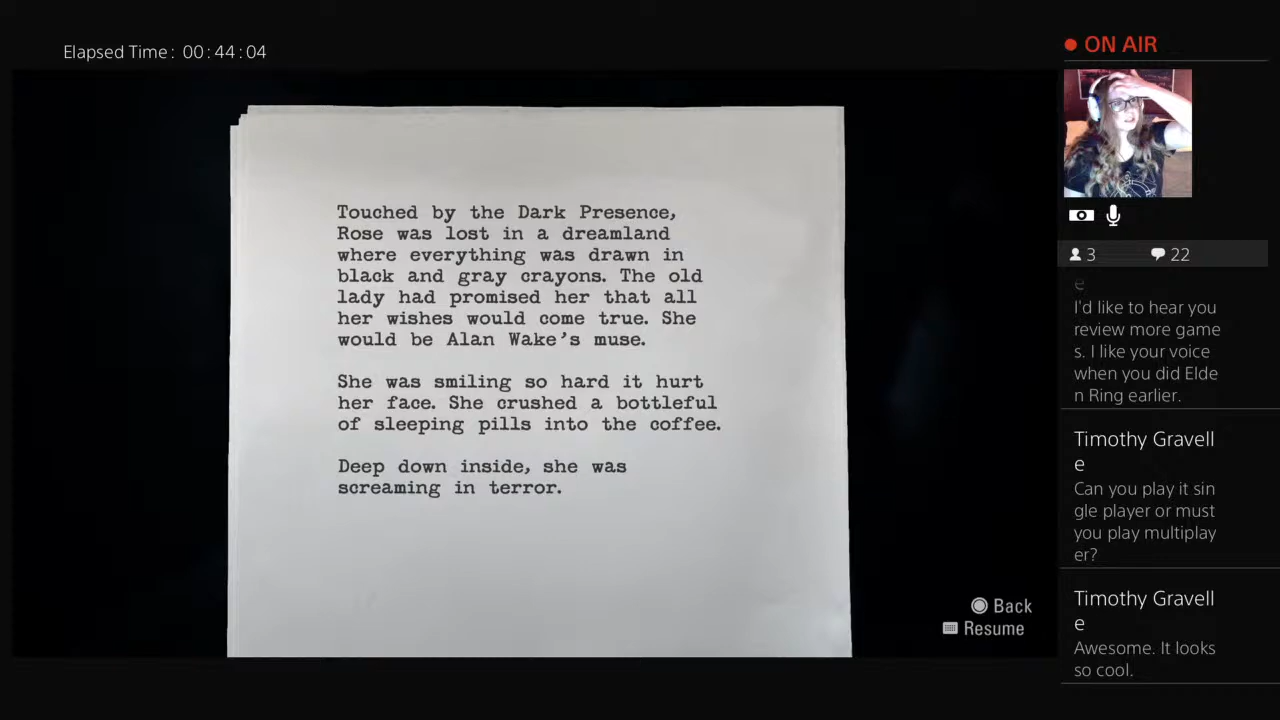 Elapsed Time: 00:44:04
ON AIR
Touched by the Dark Presence,
Rose was lost in a dreamland
where everything was drawn in
black and gray crayons. The old
lady had promised her that all
her wishes would come true. She
would be Alan Wake's muse.
She was smiling so hard it hurt
her face. She crushed a bottleful
of sleeping pills into the coffee.
Deep down inside, she was
screaming in terror.
Back
Resume
3
22
e
I'd like to hear you
review more game
s. I like your voice
when you did Elde
n Ring earlier.
Timothy Gravell
e
Can you play it sin
gle player or must
you play multiplay
er?
Timothy Gravell
e
Awesome. It looks
so cool.